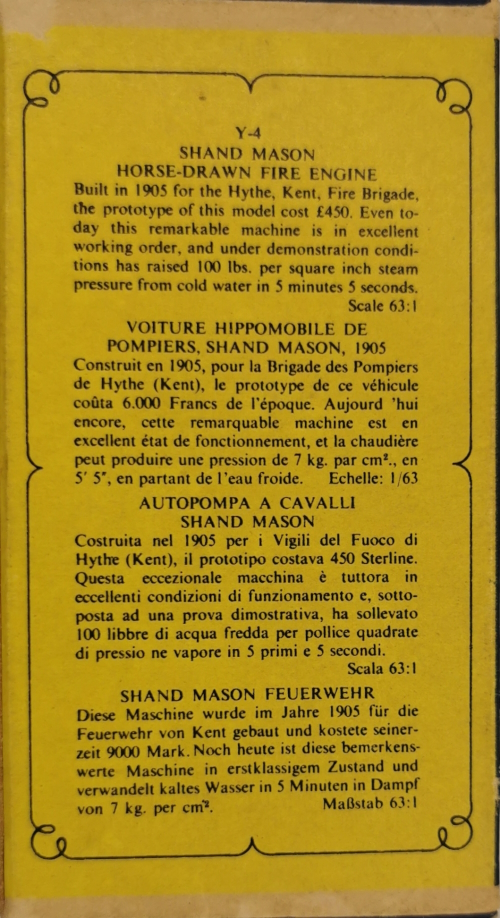 Y-4
SHAND MASON
HORSE-DRAWN FIRE ENGINE
Built in 1905 for the Hythe, Kent, Fire Brigade,
the prototype of this model cost £450. Even to-
day this remarkable machine is in excellent
working order, and under demonstration condi-
tions has raised 100 lbs. per square inch steam
pressure from cold water in 5 minutes 5 seconds.
Scale 63:1
VOITURE HIPPOMOBILE DE
POMPIERS, SHAND MASON, 1905
Construit en 1905, pour la Brigade des Pompiers
de Hythe (Kent), le prototype de ce véhicule
coûta 6.000 Francs de l'époque. Aujourd 'hui
encore, cette remarquable machine est en
excellent état de fonctionnement, et la chaudière
peut produire une pression de 7 kg. par cm²., en
5' 5", en partant de l'eau froide. Echelle: 1/63
AUTOPOMPA A CAVALLI
SHAND MASON
Costruita nel 1905 per i Vigili del Fuoco di
Hythe (Kent), il prototipo costava 450 Sterline.
Questa eccezionale macchina è tuttora in
eccellenti condizioni di funzionamento e, sotto-
posta ad una prova dimostrativa, ha sollevato
100 libbre di acqua fredda per pollice quadrate
di pressio ne vapore in 5 primi e 5 secondi.
Scala 63:1
SHAND MASON FEUERWEHR
Diese Maschine wurde im Jahre 1905 für die
Feuerwehr von Kent gebaut und kostete seiner-
zeit 9000 Mark. Noch heute ist diese bemerkens-
werte Maschine in erstklassigem Zustand und
verwandelt kaltes Wasser in 5 Minuten in Dampf
von 7 kg. per cm². Maßstab 63:1